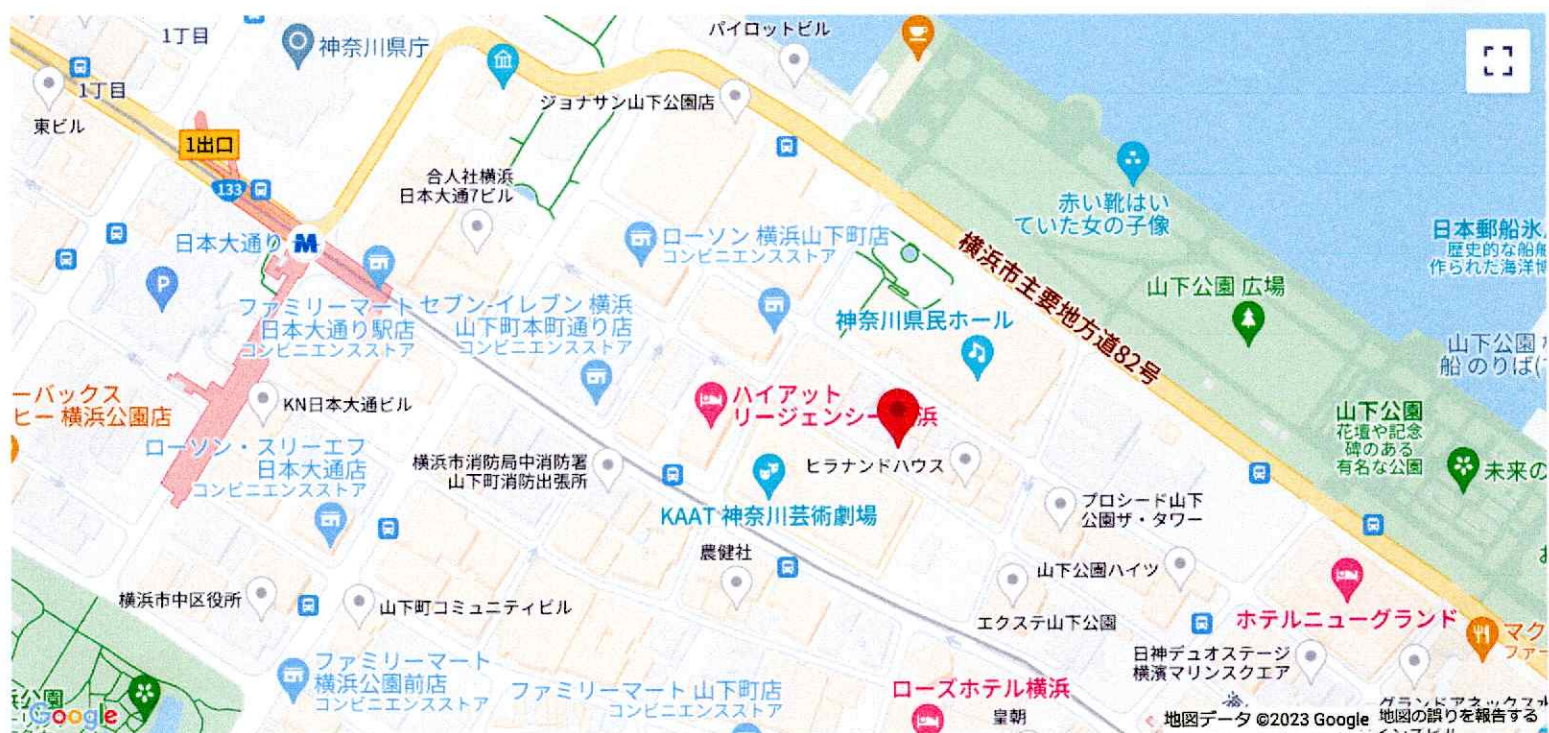 1丁目
神奈川県庁
パイロットビル
1丁目
東ビル
ジョナサン山下公園店
1出口
133
合人社横浜
日本大通7ビル
赤い靴はい
ていた女の子像
日本大通り
ローソン 横浜山下町店
コンビニエンスストア
日本郵船氷
歴史的な船舶
作られた海洋博
横浜市主要地方道82号
山下公園 広場
ファミリーマート
日本大通り駅店
コンビニエンスストア
セブン-イレブン 横浜
山下町本町通り店
コンビニエンスストア
神奈川県民ホール
山下公園
船のりば(
ーバックス
ヒー 横浜公園店
KN日本大通ビル
ハイアット
リージェンシー 浜
山下公園
花壇や記念
碑のある
有名な公園
ローソン・スリーエフ
日本大通店
コンビニエンスストア
横浜市消防局中消防署
山下町消防出張所
ヒラナンドハウス
未来の
KAAT 神奈川芸術劇場
プロシード山下
公園ザ・タワー
農健社
山下公園ハイツ
横浜市中区役所
山下町コミュニティビル
エクステ山下公園
ホテルニューグランド
マク
ファー
日神デュオステージ
横濱マリンスクエア
ファミリーマート
横浜公園前店
コンビニエンスストア
ファミリーマート 山下町店
コンビニエンスストア
ローズホテル横浜
皇朝
グランドアネックス水
浜公園
Google
地図データ ©2023 Google
地図の誤りを報告する